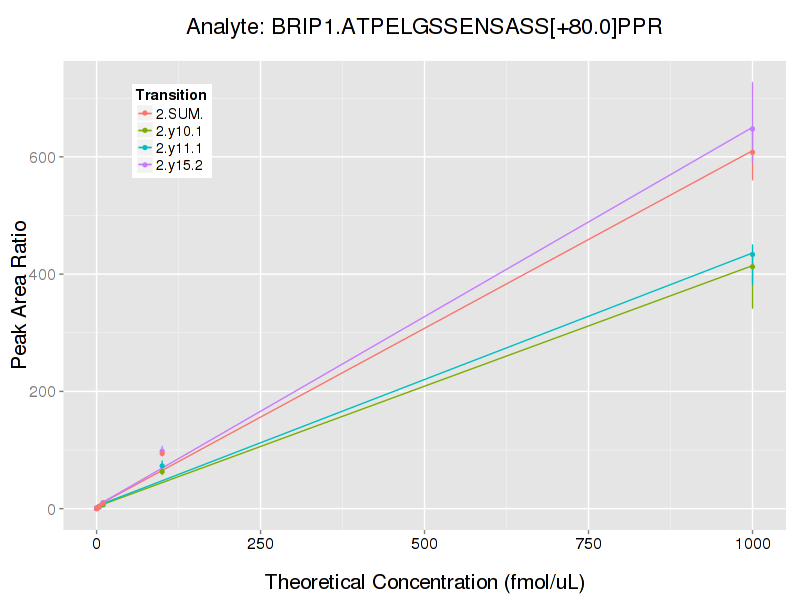 Analyte: BRIP1.ATPELGSSENSASS[+80.0]PPR
Transition
2.SUM.
2.y10.1
2.y11.1
2.y15.2
Peak Area Ratio
600
400
200
0
0 250 500 750 1000
Theoretical Concentration (fmol/uL)